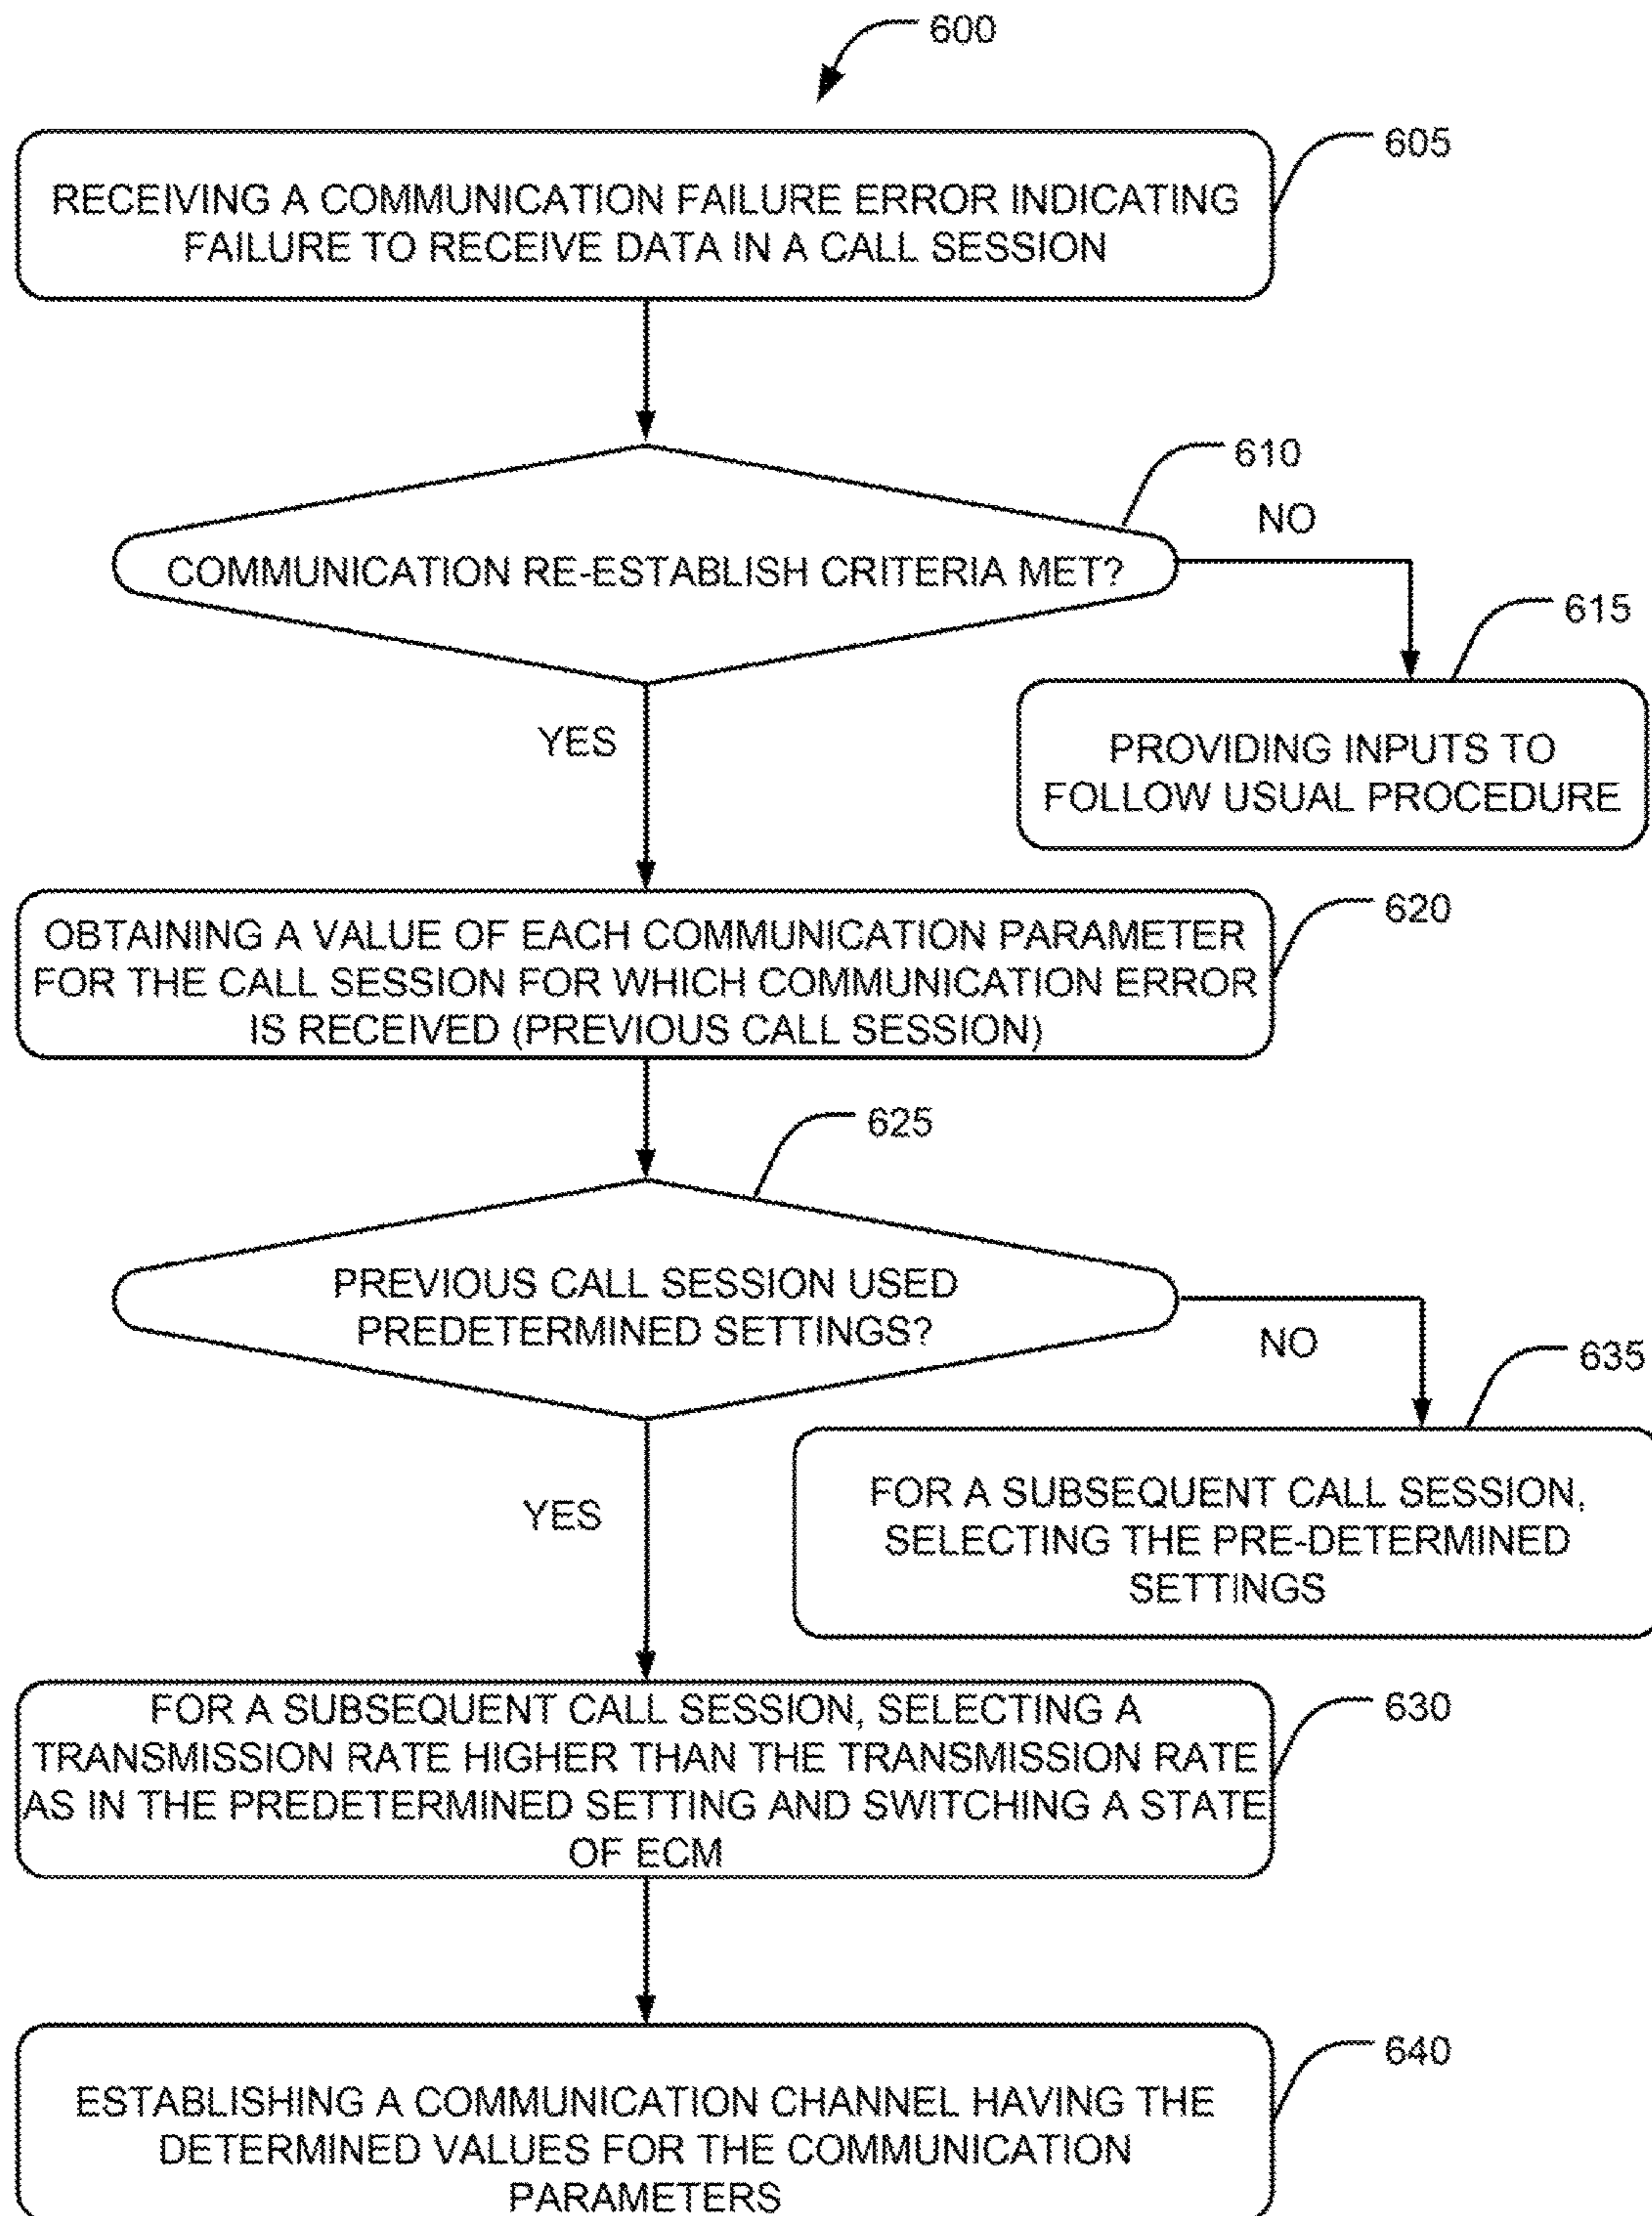 600
605
RECEIVING A COMMUNICATION FAILURE ERROR INDICATING
FAILURE TO RECEIVE DATA IN A CALL SESSION
610
NO
COMMUNICATION RE-ESTABLISH CRITERIA MET?
615
YES
PROVIDING INPUTS TO
FOLLOW USUAL PROCEDURE
620
OBTAINING A VALUE OF EACH COMMUNICATION PARAMETER
FOR THE CALL SESSION FOR WHICH COMMUNICATION ERROR
IS RECEIVED (PREVIOUS CALL SESSION)
625
PREVIOUS CALL SESSION USED
PREDETERMINED SETTINGS?
NO
635
YES
FOR A SUBSEQUENT CALL SESSION,
SELECTING THE PRE-DETERMINED
SETTINGS
630
FOR A SUBSEQUENT CALL SESSION, SELECTING A
TRANSMISSION RATE HIGHER THAN THE TRANSMISSION RATE
AS IN THE PREDETERMINED SETTING AND SWITCHING A STATE
OF ECM
640
ESTABLISHING A COMMUNICATION CHANNEL HAVING THE
DETERMINED VALUES FOR THE COMMUNICATION
PARAMETERS